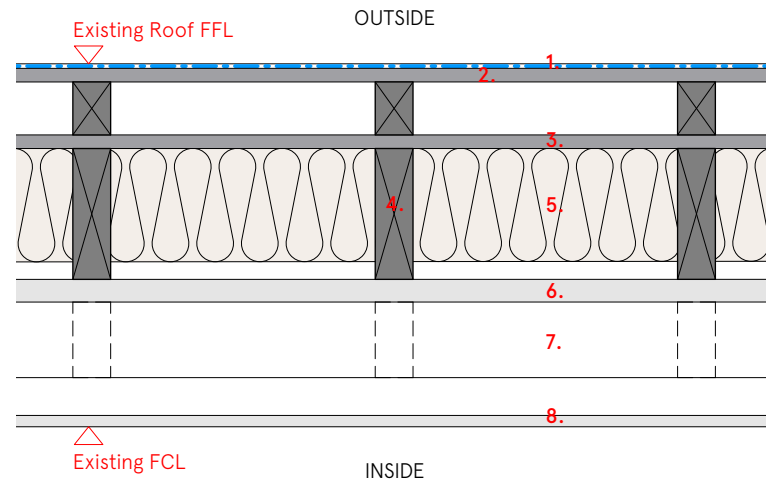 OUTSIDE
Existing Roof FFL
1.
2.
3.
4.
5.
6.
7.
8.
Existing FCL
INSIDE